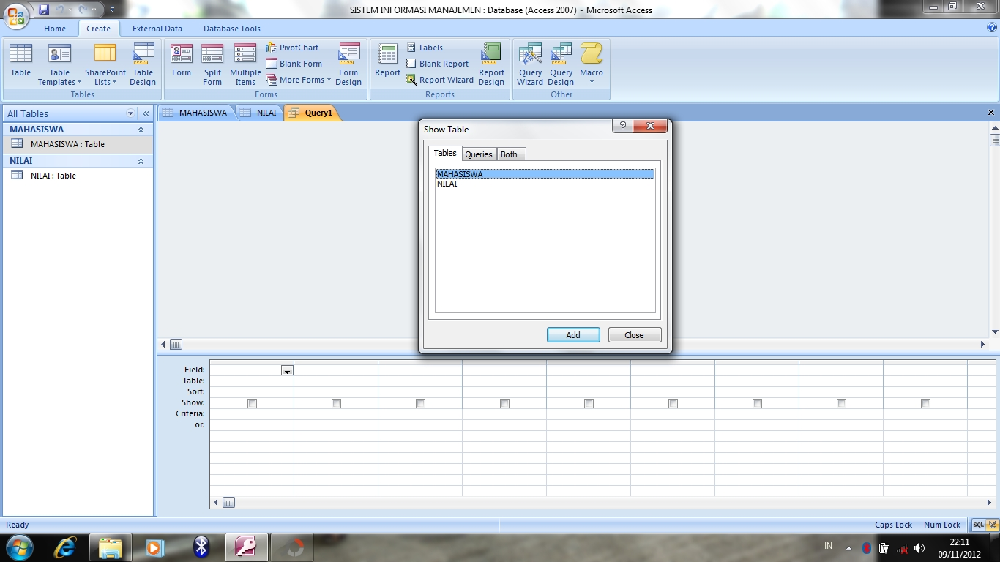 SISTEM INFORMASI MANAJEMEN : Database (Access 2007) - Microsoft Access
Home Create External Data Database Tools
Table
Table Templates
SharePoint Lists
Table Design
Tables
Form
Split Form
Multiple Items
PivotChart
Blank Form
More Forms
Form Design
Forms
Report
Labels
Blank Report
Report Wizard
Report Design
Reports
Query Wizard
Query Design
Macro
Other
All Tables
MAHASISWA
MAHASISWA : Table
NILAI
NILAI : Table
MAHASISWA NILAI Query1
Show Table
Tables Queries Both
MAHASISWA
NILAI
Add Close
Field:
Table:
Sort:
Show:
Criteria:
or:
Ready Caps Lock Num Lock SQL
IN
22:11
09/11/2012